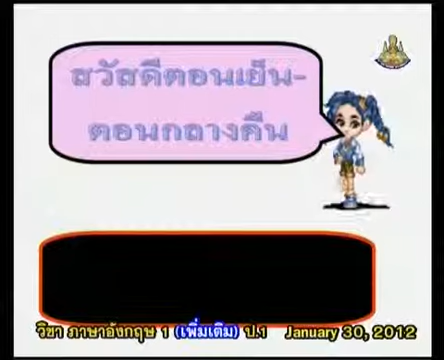 สวัสดีตอนเย็น-
ตอนกลางคืน
วิชา ภาษาอังกฤษ 1 (เพิ่มเติม) ป.1 January 30, 2012